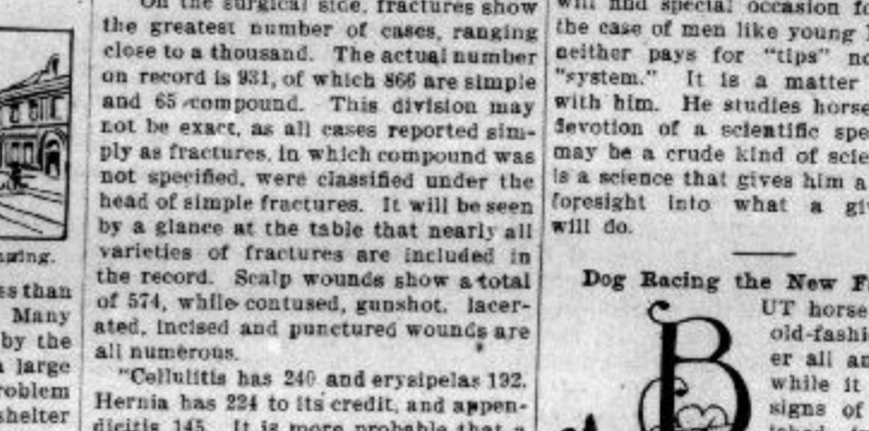 On the surgical side, fractures show
the greatest number of cases, ranging
close to a thousand. The actual number
on record is 931, of which 866 are simple
and 65 compound. This division may
not be exact, as all cases reported sim-
ply as fractures, in which compound was
not specified, were classified under the
head of simple fractures. It will be seen
by a glance at the table that nearly all
varieties of fractures are included in
the record. Scalp wounds show a total
of 574, while contused, gunshot, lacer-
ated, incised and punctured wounds are
all numerous.
"Cellulitis has 240 and erysipelas 192.
Hernia has 224 to its credit, and appen-
dicitis 145. It is more probable that a
ss than
Many
by the
large
roblem
shelter
will find special occasion fo
the case of men like young
neither pays for "tips" no
"system." It is a matter
with him. He studies horse
devotion of a scientific spe
may be a crude kind of scie
is a science that gives him a
foresight into what a gi
will do.
Dog Racing the New F
BUT horse
old-fashi
er all an
while it
signs of